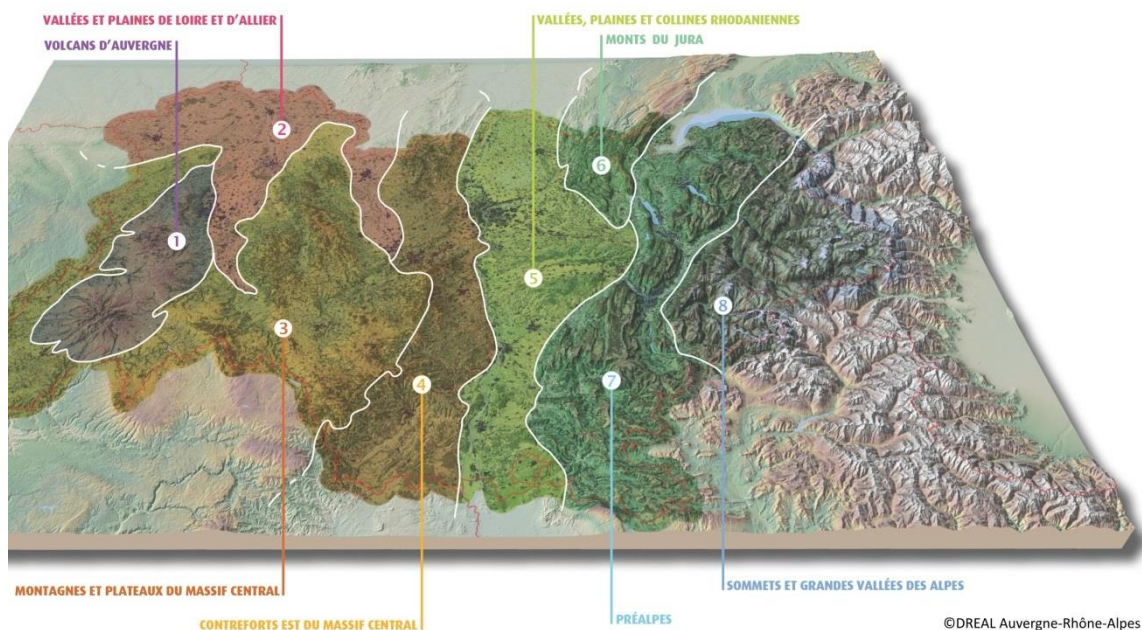 VALLÉES ET PLAINES DE LOIRE ET D'ALLIER
VALLÉES, PLAINES ET COLLINES RHODANIENNES
VOLCANS D'AUVERGNE
MONTS DU JURA
2
6
1
5
8
3
4
7
MONTAGNES ET PLATEAUX DU MASSIF CENTRAL
SOMMETS ET GRANDES VALLÉES DES ALPES
CONTREFORTS EST DU MASSIF CENTRAL
PRÉALPES
©DREAL Auvergne-Rhône-Alpes